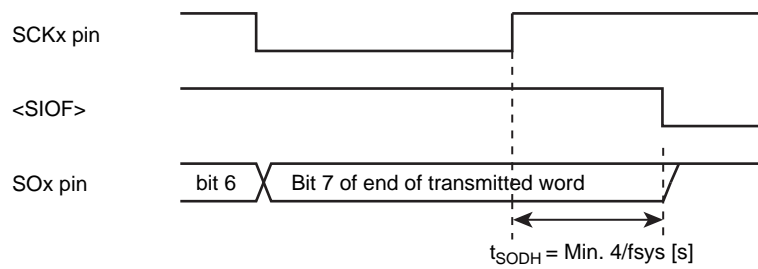 SCKx pin
<SIOF>
SOx pin
bit 6
Bit 7 of end of transmitted word
tSODH = Min. 4/fsys [s]